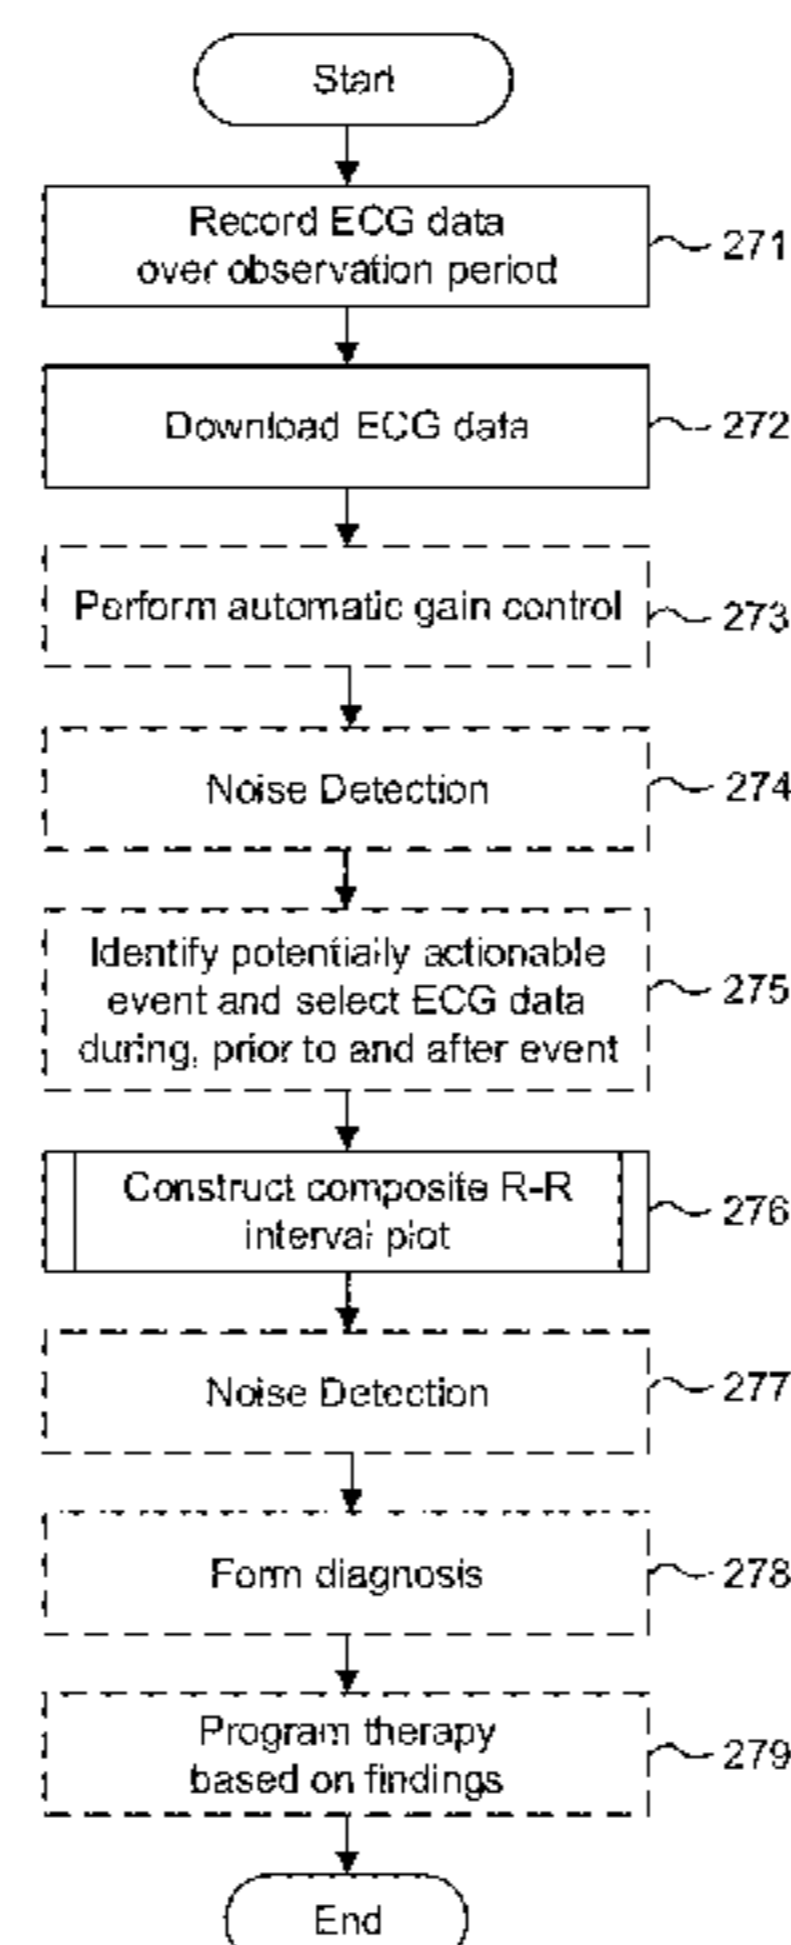 Start
Record ECG data
over observation period
271
Download ECG data
272
Perform automatic gain control
273
Noise Detection
274
Identify potentially actionable
event and select ECG data
during, prior to and after event
275
Construct composite R-R
interval plot
276
Noise Detection
277
Form diagnosis
278
Program therapy
based on findings
279
End